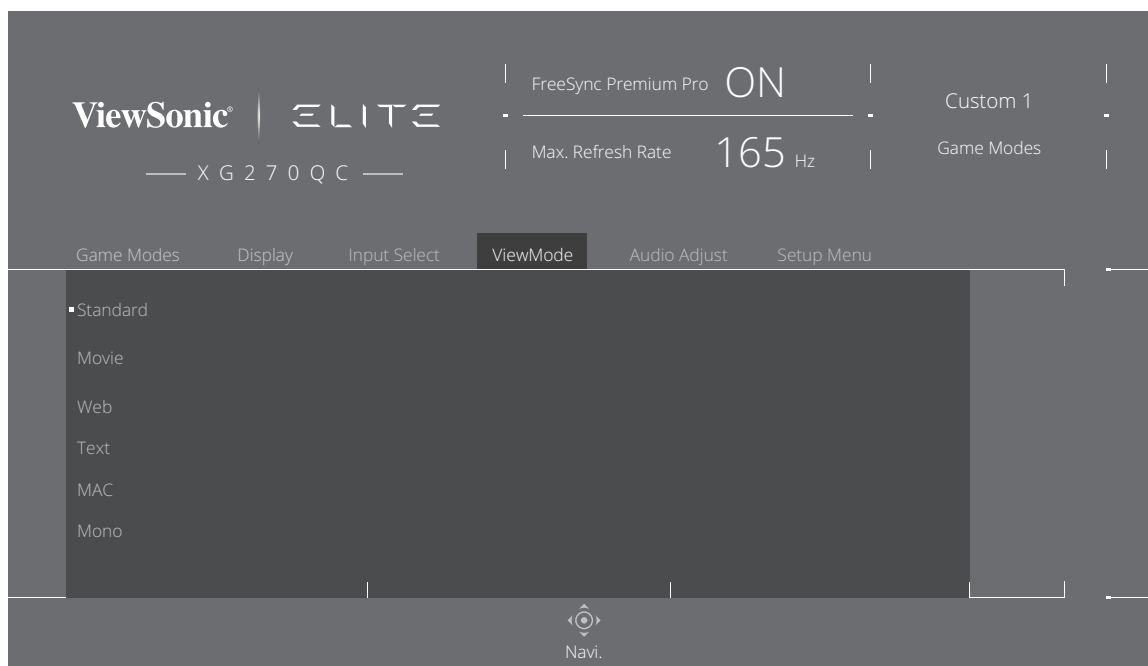 ViewSonic® ELITE
XG270QC
FreeSync Premium Pro ON
Max. Refresh Rate 165 Hz
Custom 1
Game Modes
Game Modes Display Input Select ViewMode Audio Adjust Setup Menu
Standard
Movie
Web
Text
MAC
Mono
Navi.